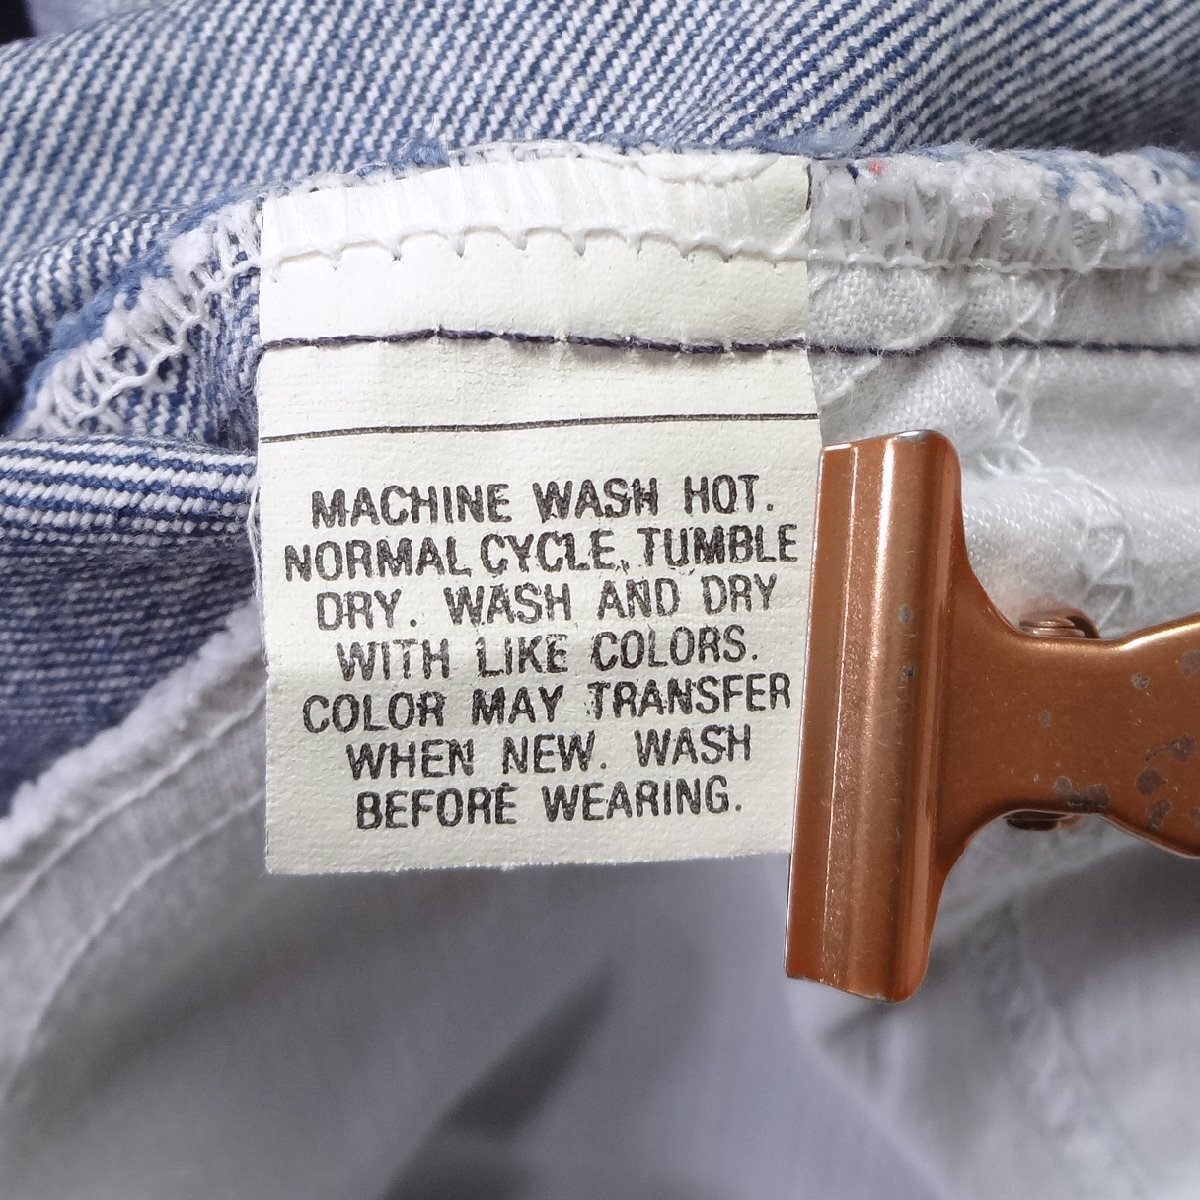 MACHINE WASH HOT.
NORMAL CYCLE, TUMBLE
DRY. WASH AND DRY
WITH LIKE COLORS.
COLOR MAY TRANSFER
WHEN NEW. WASH
BEFORE WEARING.